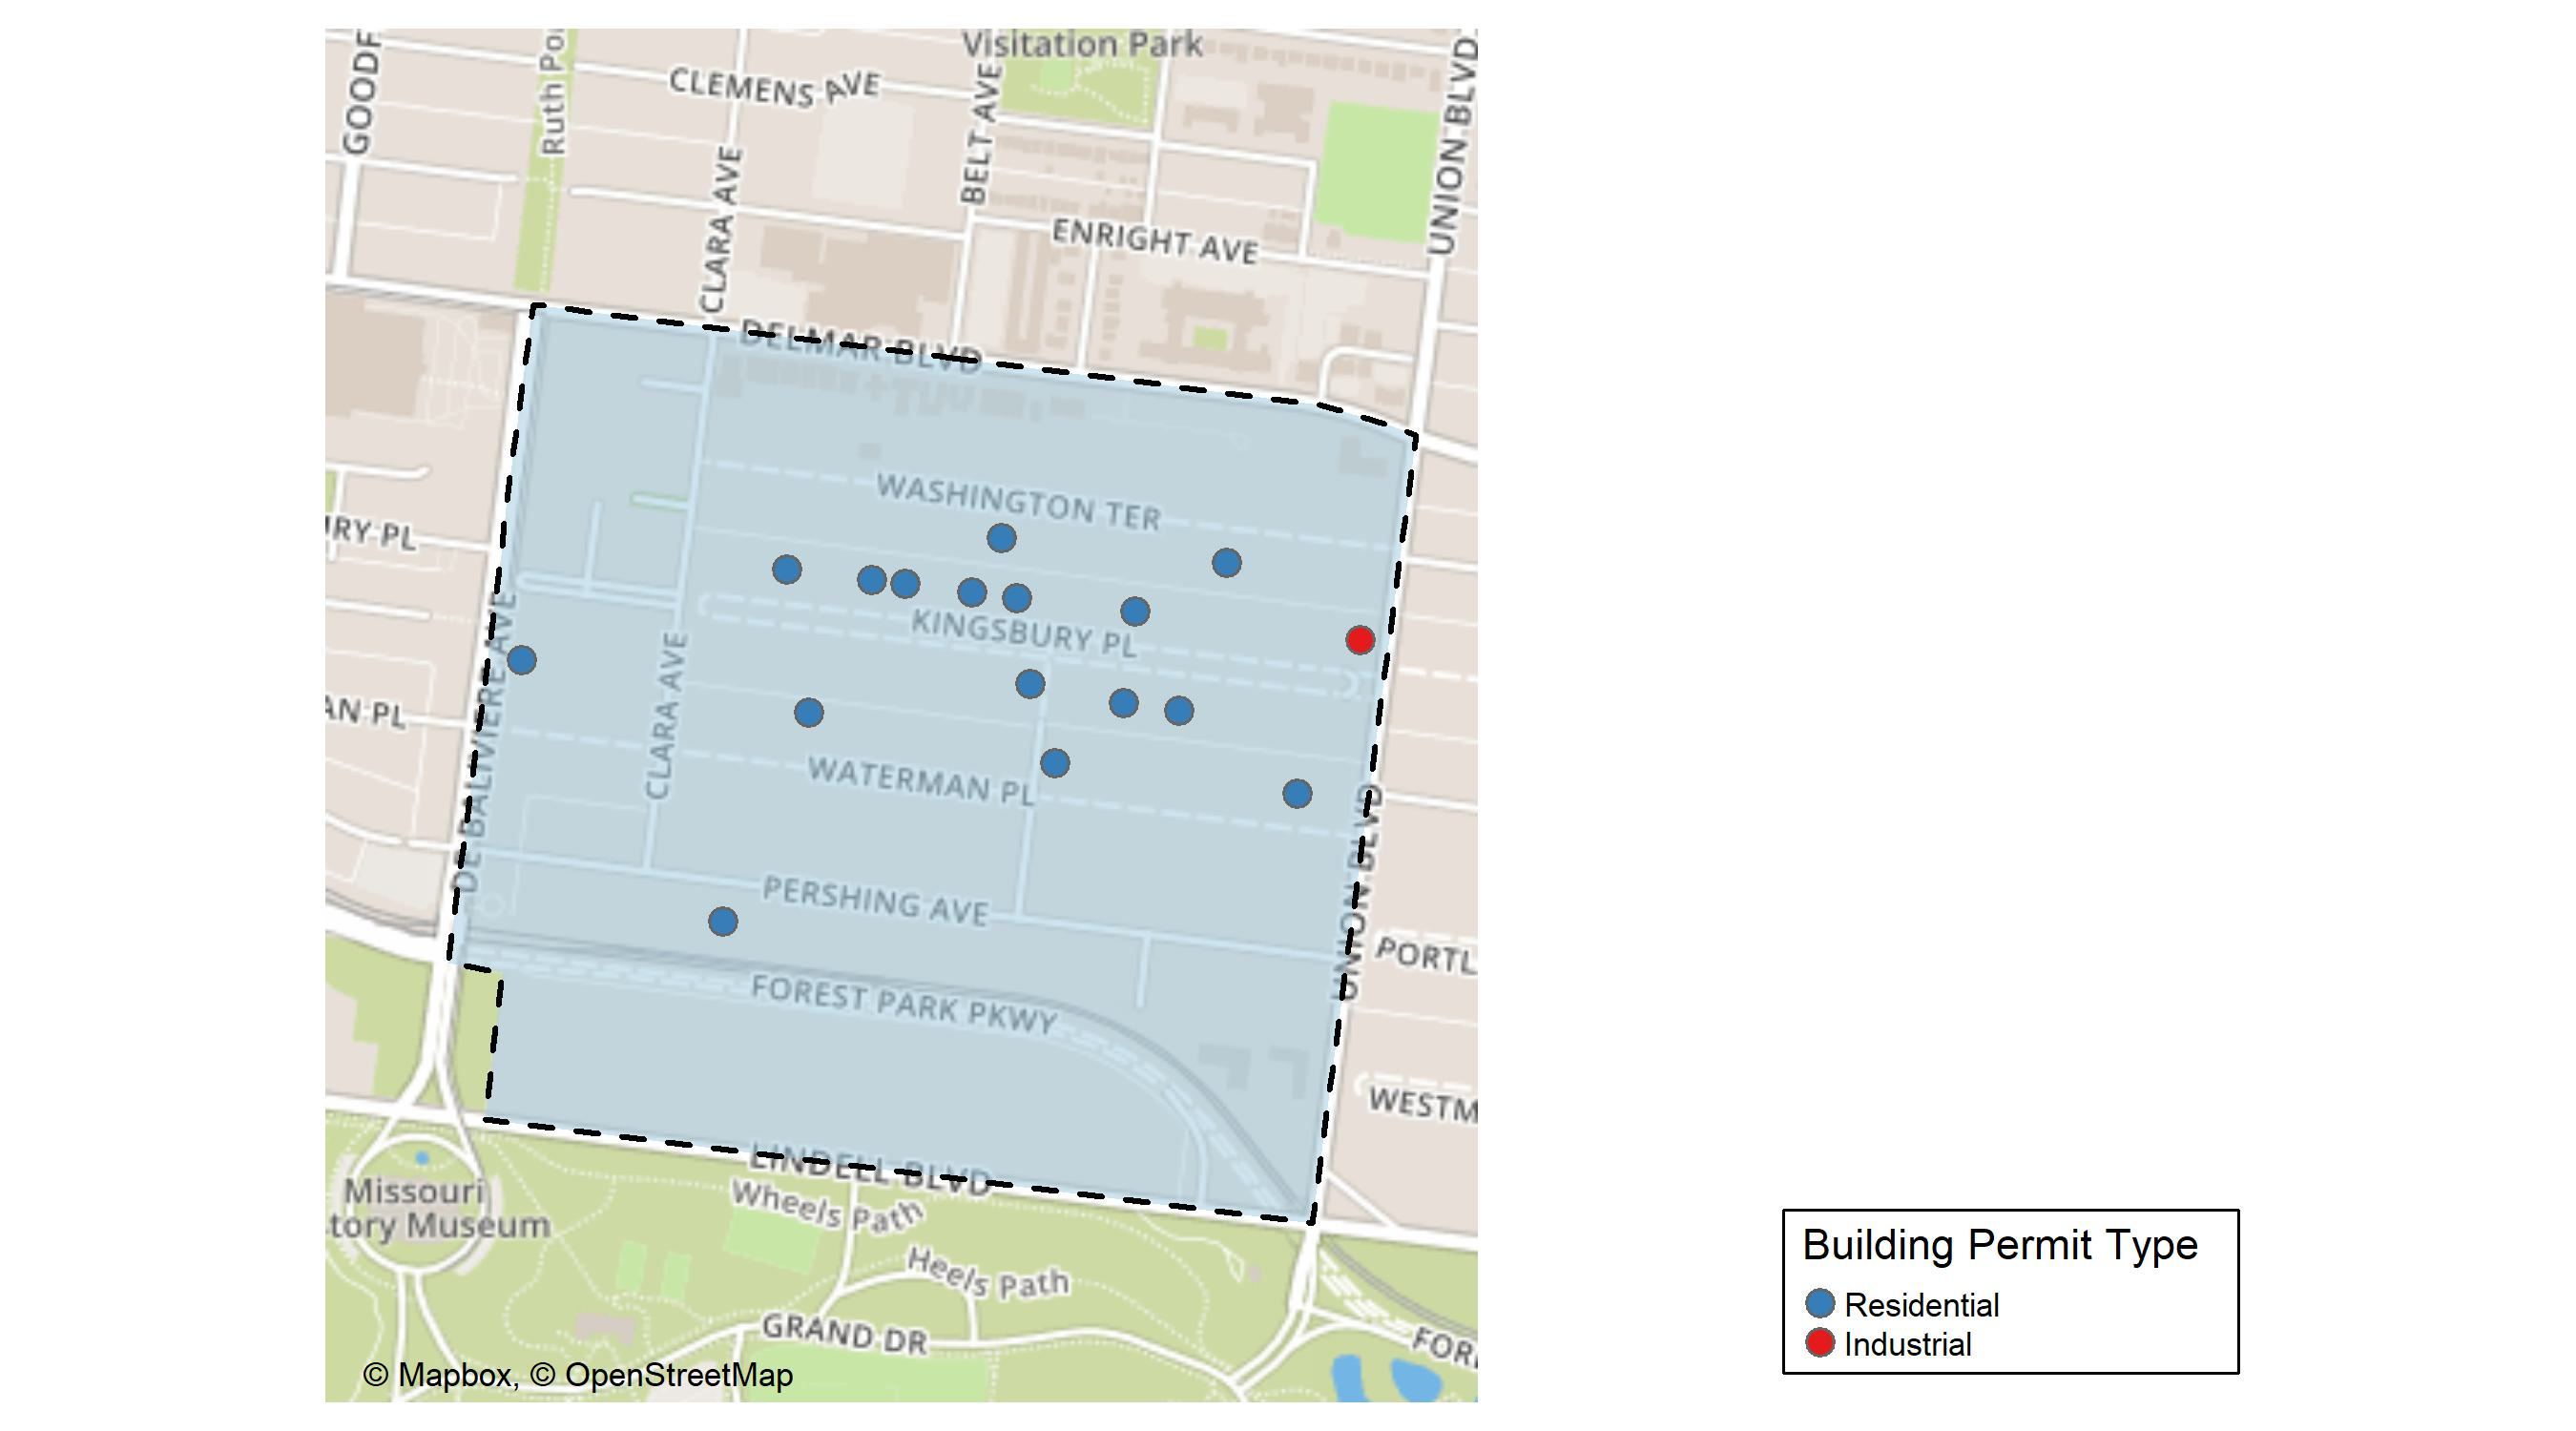 Visitation Park
GOODF
Ruth Po
CLEMENS AVE
BELT AVE
UNION BLVD
CLARA AVE
ENRIGHT AVE
DELMAR BLVD
WASHINGTON TER
RY PL
KINGSBURY PL
DE BALIVIERE AVE
CLARA AVE
AN PL
WATERMAN PL
UNION BLVD
PERSHING AVE
PORTL
FOREST PARK PKWY
WESTM
LINDELL BLVD
Wheels Path
Missouri
tory Museum
Heels Path
GRAND DR
FOR
© Mapbox, © OpenStreetMap
Building Permit Type
Residential
Industrial